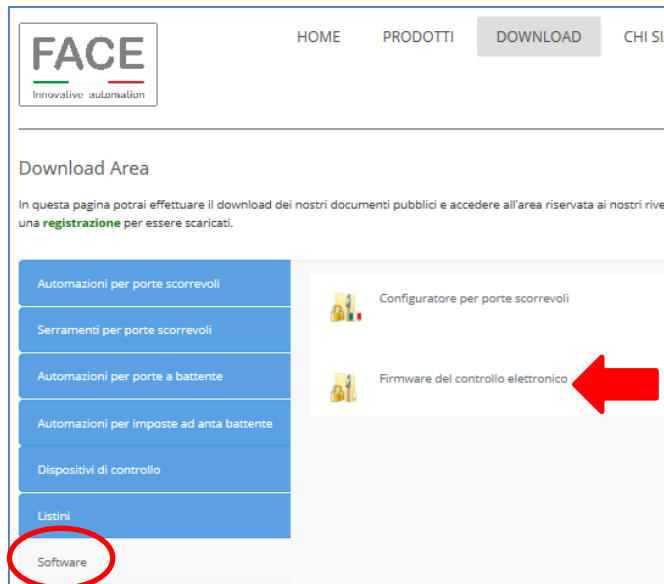 FACE
Innovative automation
HOME PRODOTTI DOWNLOAD CHI SI
Download Area
In questa pagina potrai effettuare il download dei nostri documenti pubblici e accedere all'area riservata ai nostri rive
una registrazione per essere scaricati.
Automazioni per porte scorrevoli
Serramenti per porte scorrevoli
Automazioni per porte a battente
Automazioni per imposte ad anta battente
Dispositivi di controllo
Listini
Software
Configuratore per porte scorrevoli
Firmware del controllo elettronico